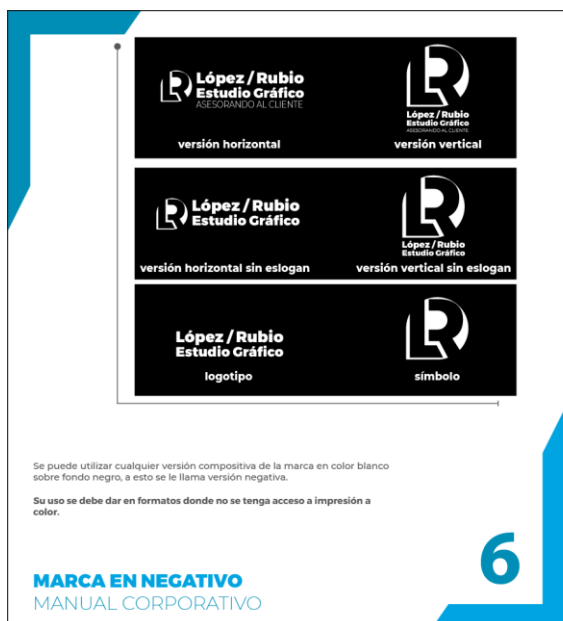 López/Rubio
Estudio Gráfico
ASESORANDO AL CLIENTE
versión horizontal
López/Rubio
Estudio Gráfico
ASESORANDO AL CLIENTE
versión vertical
López/Rubio
Estudio Gráfico
versión horizontal sin eslogan
López/Rubio
Estudio Gráfico
versión vertical sin eslogan
López/Rubio
Estudio Gráfico
logotipo
símbolo
Se puede utilizar cualquier versión compositiva de la marca en color blanco
sobre fondo negro, a esto se le llama versión negativa.
Su uso se debe dar en formatos donde no se tenga acceso a impresión a
color.
MARCA EN NEGATIVO
MANUAL CORPORATIVO
6